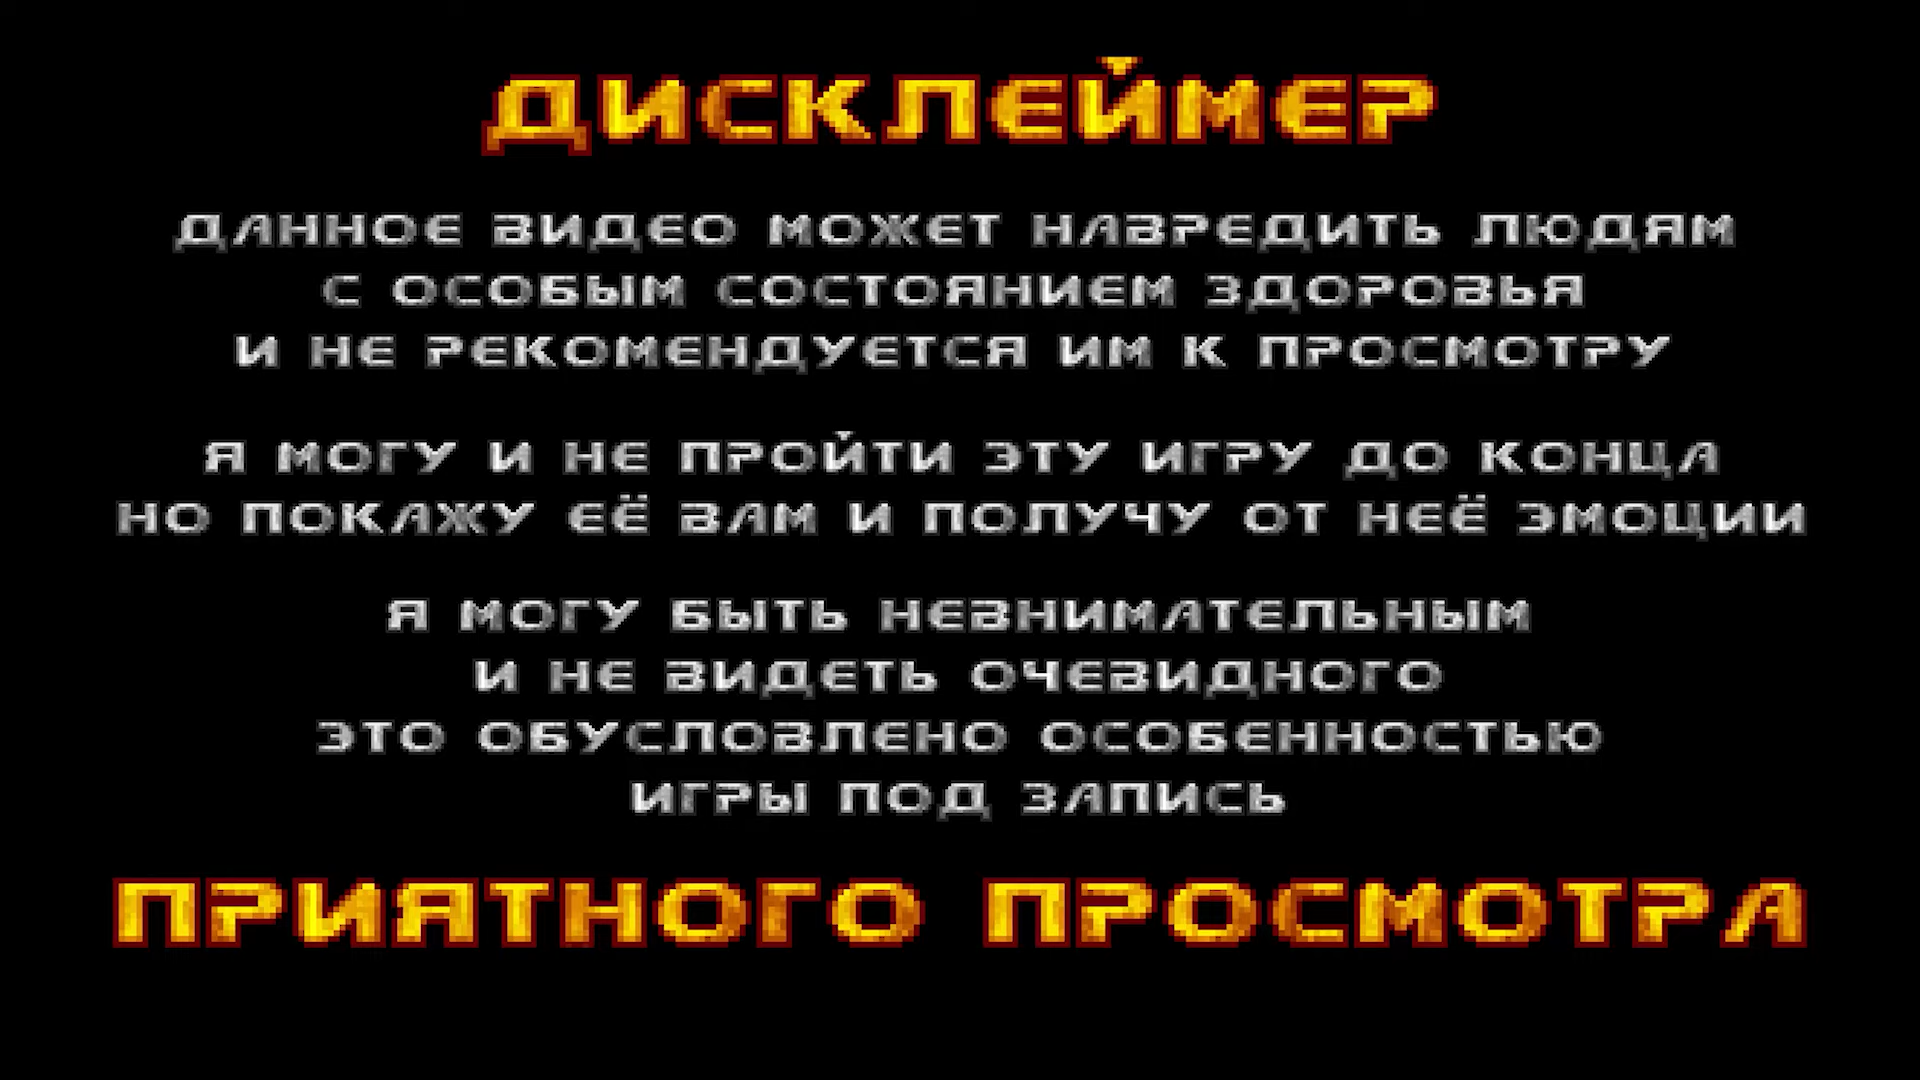 ДИСКЛЕЙМЕР
ДАННОЕ ВИДЕО МОЖЕТ НАВРЕДИТЬ ЛЮДЯМ
С ОСОБЫМ СОСТОЯНИЕМ ЗДОРОВЬЯ
И НЕ РЕКОМЕНДУЕТСЯ ИМ К ПРОСМОТРУ
Я МОГУ И НЕ ПРОЙТИ ЭТУ ИГРУ ДО КОНЦА
НО ПОКАЖУ ЕЁ ВАМ И ПОЛУЧУ ОТ НЕЁ ЭМОЦИИ
Я МОГУ БЫТЬ НЕВНИМАТЕЛЬНЫМ
И НЕ ВИДЕТЬ ОЧЕВИДНОГО
ЭТО ОБУСЛОВЛЕНО ОСОБЕННОСТЬЮ
ИГРЫ ПОД ЗАПИСЬ
ПРИЯТНОГО ПРОСМОТРА